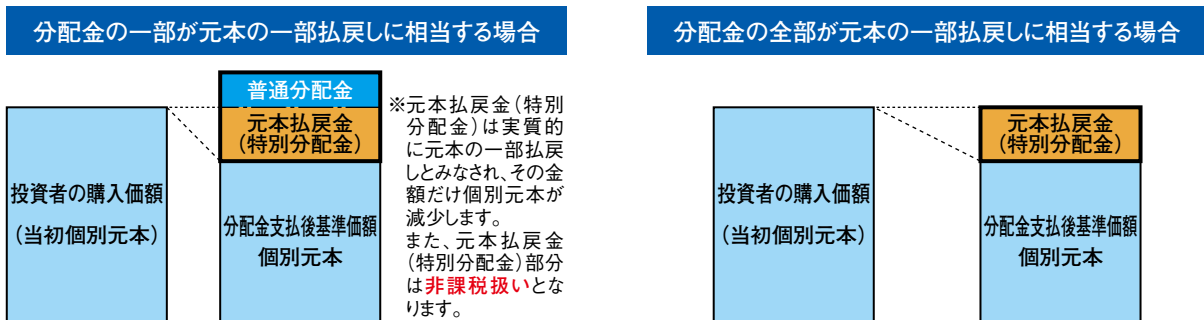 分配金の一部が元本の一部払戻しに相当する場合
普通分配金
元本払戻金
(特別分配金)
投資者の購入価額
(当初個別元本)
分配金支払後基準価額
個別元本
※元本払戻金(特別
分配金)は実質的
に元本の一部払戻
しとみなされ、その金
額だけ個別元本が
減少します。
また、元本払戻金
(特別分配金)部分
は非課税扱いとな
ります。
分配金の全部が元本の一部払戻しに相当する場合
元本払戻金
(特別分配金)
投資者の購入価額
(当初個別元本)
分配金支払後基準価額
個別元本